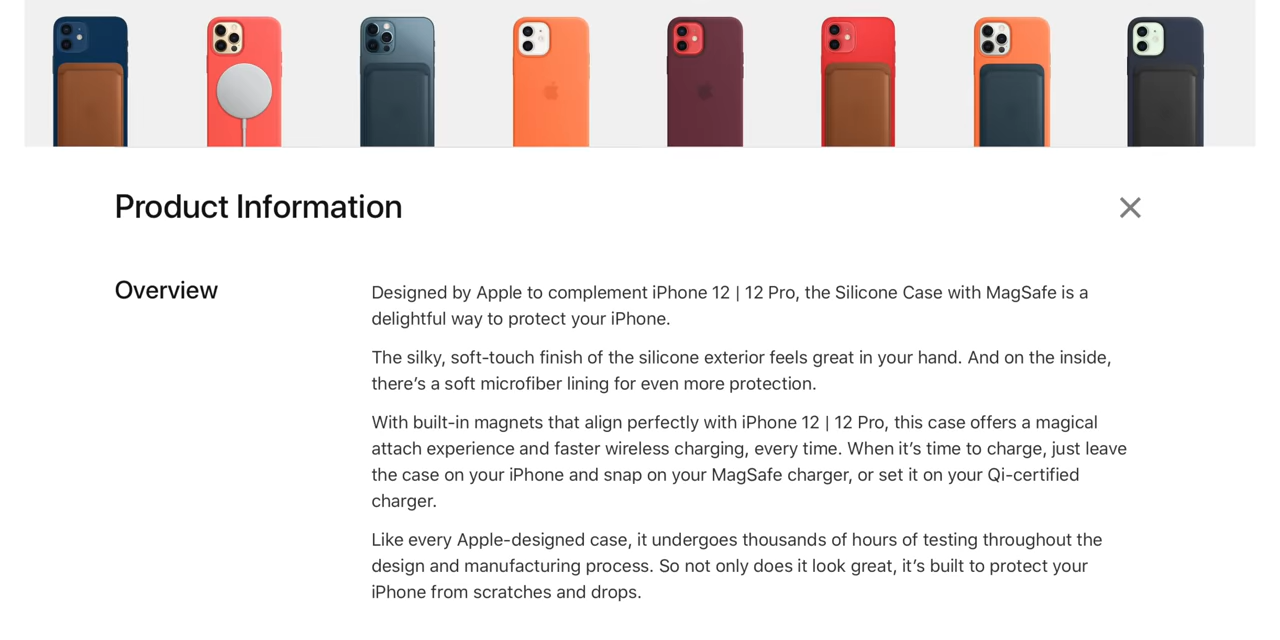 Product Information
Overview
Designed by Apple to complement iPhone 12 | 12 Pro, the Silicone Case with MagSafe is a
delightful way to protect your iPhone.
The silky, soft-touch finish of the silicone exterior feels great in your hand. And on the inside,
there’s a soft microfiber lining for even more protection.
With built-in magnets that align perfectly with iPhone 12 | 12 Pro, this case offers a magical
attach experience and faster wireless charging, every time. When it’s time to charge, just leave
the case on your iPhone and snap on your MagSafe charger, or set it on your Qi-certified
charger.
Like every Apple-designed case, it undergoes thousands of hours of testing throughout the
design and manufacturing process. So not only does it look great, it’s built to protect your
iPhone from scratches and drops.